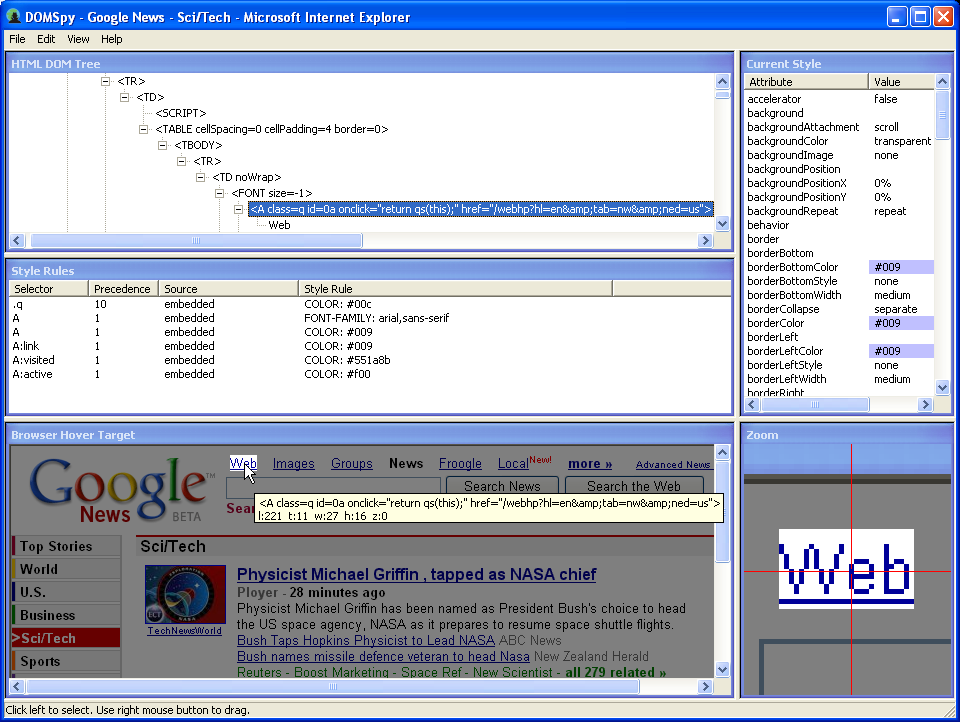 DOMSpy - Google News - Sci/Tech - Microsoft Internet Explorer
File Edit View Help
HTML DOM Tree
<TR>
<TD>
<SCRIPT>
<TABLE cellSpacing=0 cellPadding=4 border=0>
<TBODY>
<TR>
<TD noWrap>
<FONT size=-1>
<A class=q id=0a onclick="return qs(this);" href="/webhp?hl=en&amp;tab=nw&amp;ned=us">
Web
Current Style
Attribute Value
accelerator false
background
backgroundAttachment scroll
backgroundColor transparent
backgroundImage none
backgroundPosition
backgroundPositionX 0%
backgroundPositionY 0%
backgroundRepeat repeat
behavior
border
borderBottom
borderBottomColor #009
borderBottomStyle none
borderBottomWidth medium
borderCollapse separate
borderColor #009
borderLeft
borderLeftColor #009
borderLeftStyle none
borderLeftWidth medium
borderRight
Style Rules
Selector Precedence Source Style Rule
.q 10 embedded COLOR: #00c
A 1 embedded FONT-FAMILY: arial,sans-serif
A 1 embedded COLOR: #009
A:link 1 embedded COLOR: #009
A:visited 1 embedded COLOR: #551a8b
A:active 1 embedded COLOR: #f00
Browser Hover Target
Google™
News BETA
Web Images Groups News Froogle Local New! more » Advanced News
Search News Search the Web
<A class=q id=0a onclick="return qs(this);" href="/webhp?hl=en&amp;tab=nw&amp;ned=us">
l:221 t:11 w:27 h:16 z:0
Top Stories
World
U.S.
Business
>Sci/Tech
Sports
Sci/Tech
TechNewsWorld
Physicist Michael Griffin , tapped as NASA chief
Ployer - 28 minutes ago
Physicist Michael Griffin has been named as President Bush's choice to head
the US space agency, NASA as it prepares to resume space shuttle flights.
Bush Taps Hopkins Physicist to Lead NASA ABC News
Bush names missile defence veteran to head Nasa New Zealand Herald
Reuters - Boost Marketing - Space Ref - New Scientist - all 279 related »
Zoom
Web
Click left to select. Use right mouse button to drag.